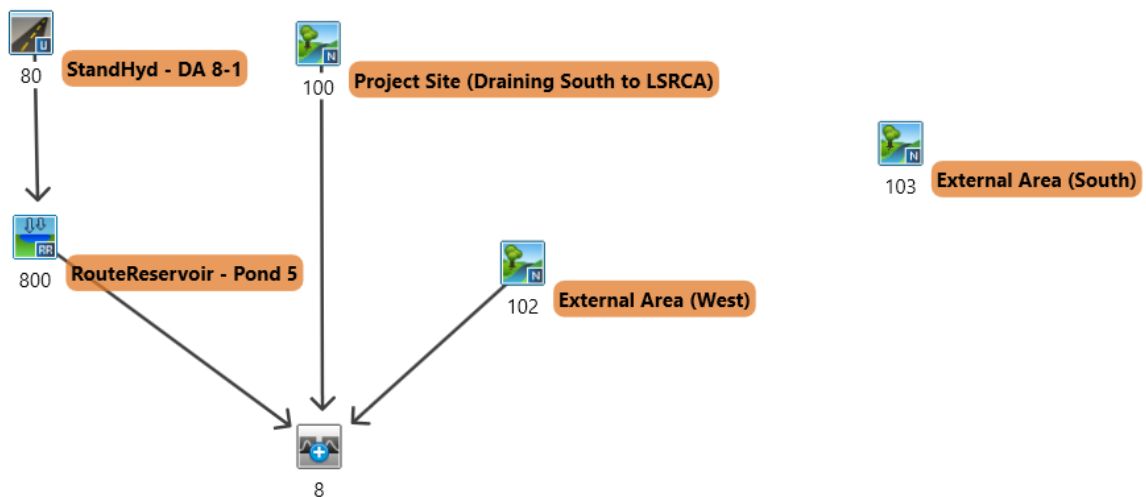 U
80
StandHyd - DA 8-1
N
100
Project Site (Draining South to LSRCA)
N
103
External Area (South)
RR
800
RouteReservoir - Pond 5
N
102
External Area (West)
8